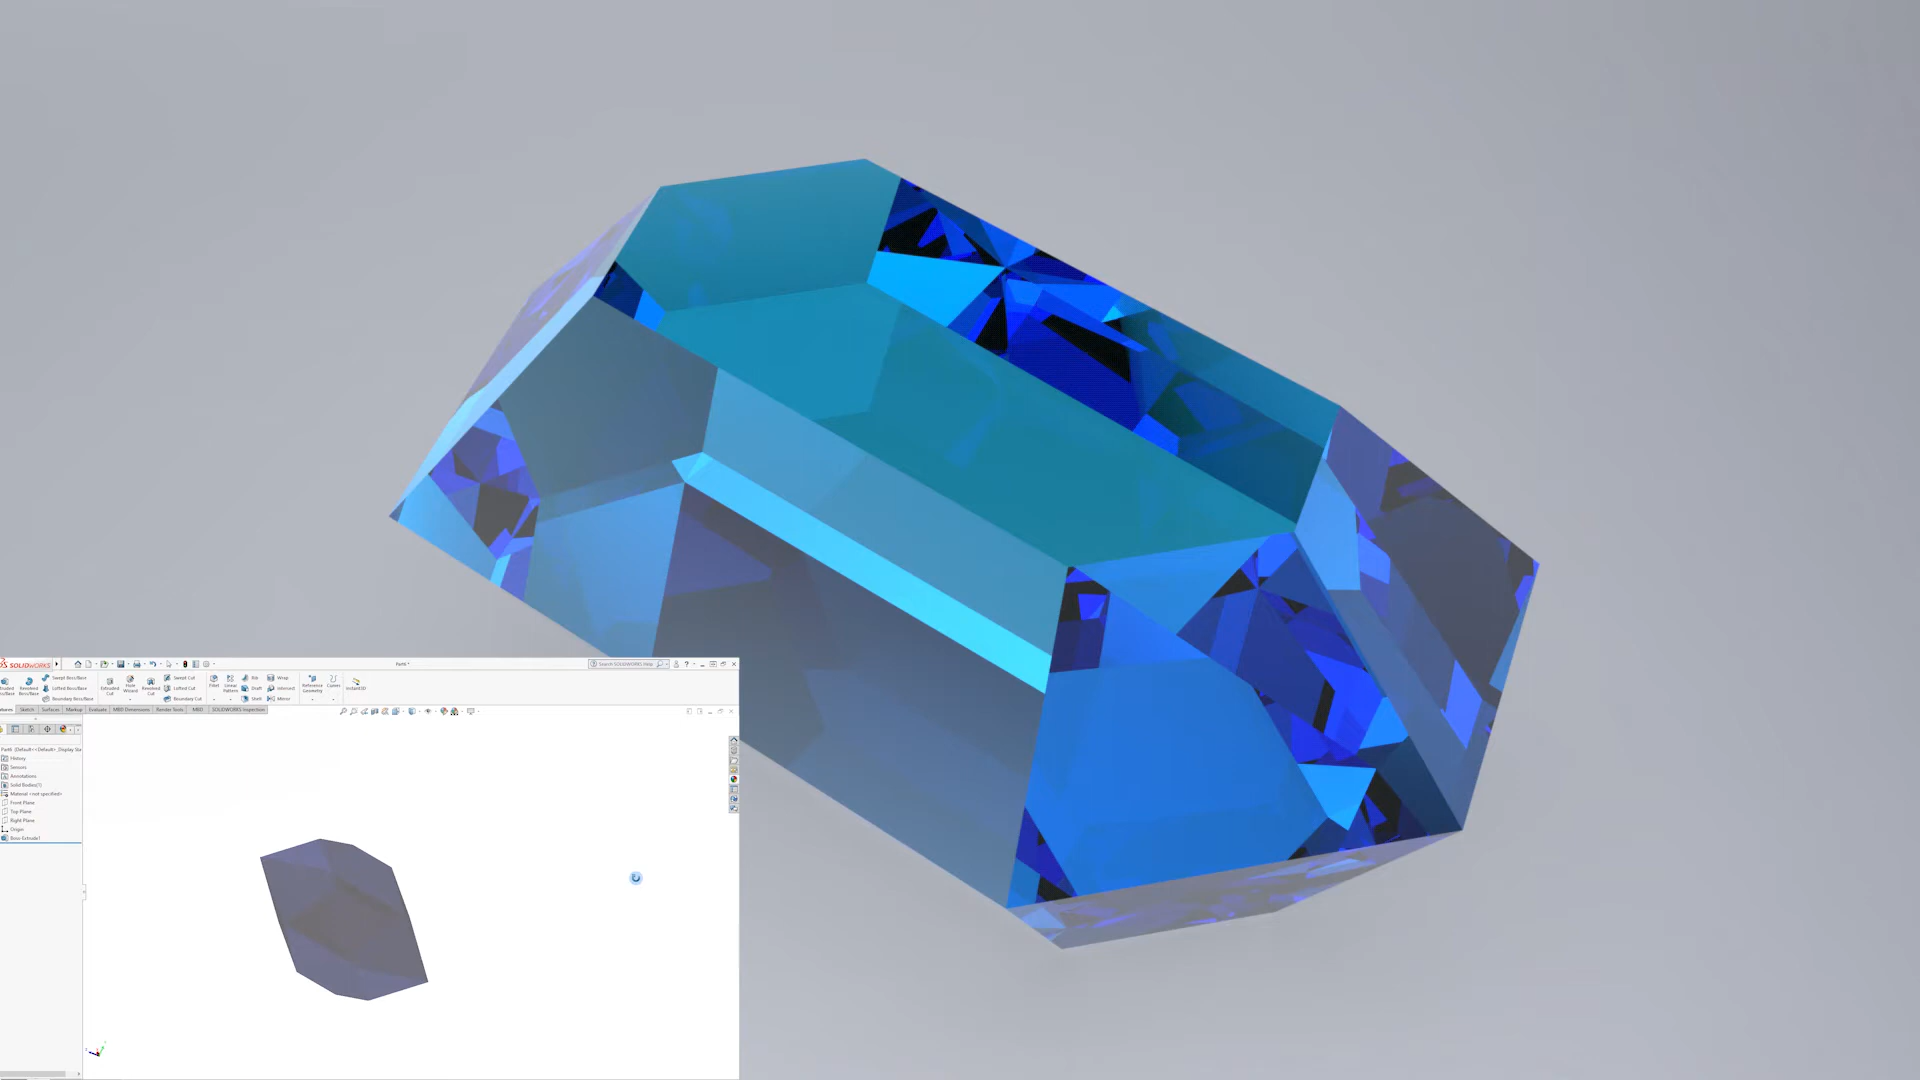 SOLIDWORKS
Part6 *
Search SOLIDWORKS Help
Swept Boss/Base
Lofted Boss/Base
Boundary Boss/Base
Revolved Boss/Base
Extruded Cut
Hole Wizard
Revolved Cut
Swept Cut
Lofted Cut
Boundary Cut
Fillet
Linear Pattern
Rib
Draft
Shell
Wrap
Intersect
Mirror
Reference Geometry
Curves
Instant3D
Sketch
Surfaces
Markup
Evaluate
MBD Dimensions
Render Tools
MBD
SOLIDWORKS Inspection
Part6 (Default<<Default>_Display Sta
History
Sensors
Annotations
Solid Bodies(1)
Material <not specified>
Front Plane
Top Plane
Right Plane
Origin
Boss-Extrude1